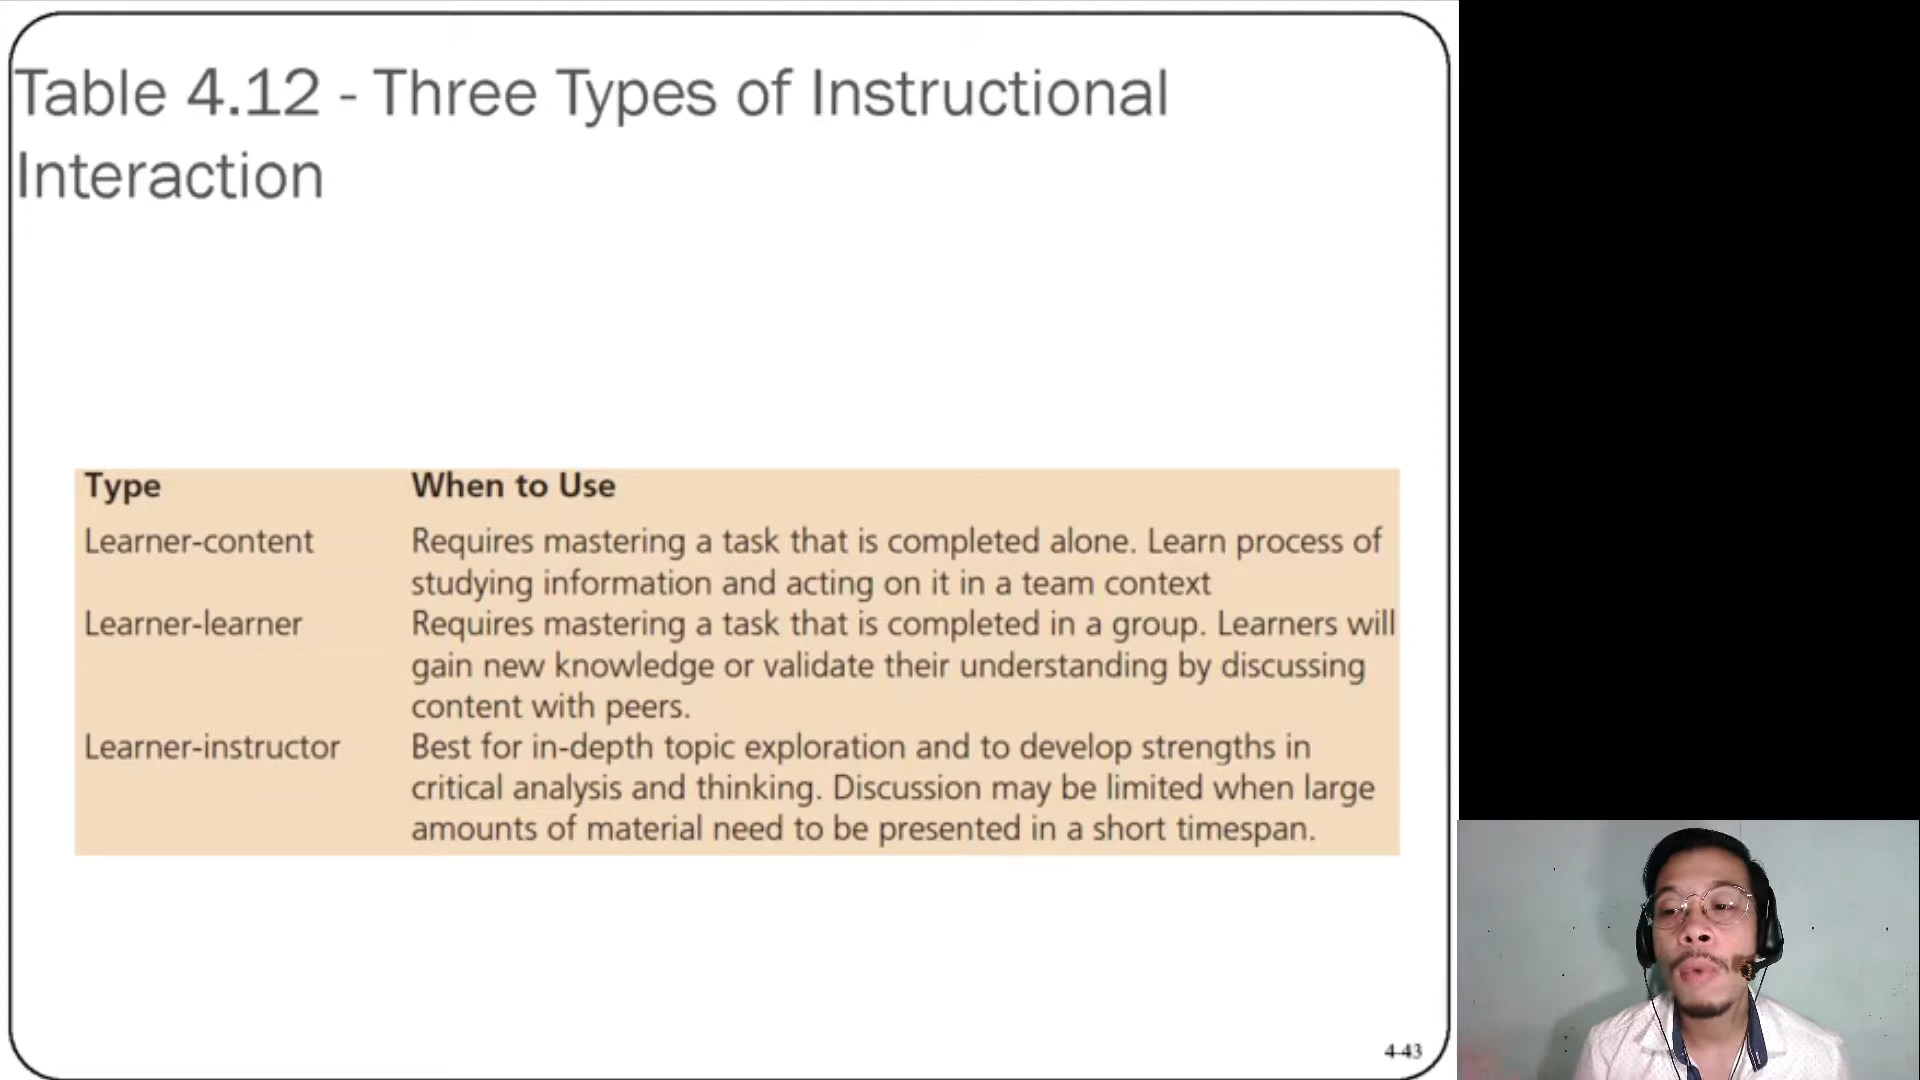 Table 4.12 - Three Types of Instructional
Interaction
Type When to Use
Learner-content Requires mastering a task that is completed alone. Learn process of
studying information and acting on it in a team context
Learner-learner Requires mastering a task that is completed in a group. Learners will
gain new knowledge or validate their understanding by discussing
content with peers.
Learner-instructor Best for in-depth topic exploration and to develop strengths in
critical analysis and thinking. Discussion may be limited when large
amounts of material need to be presented in a short timespan.
4-43